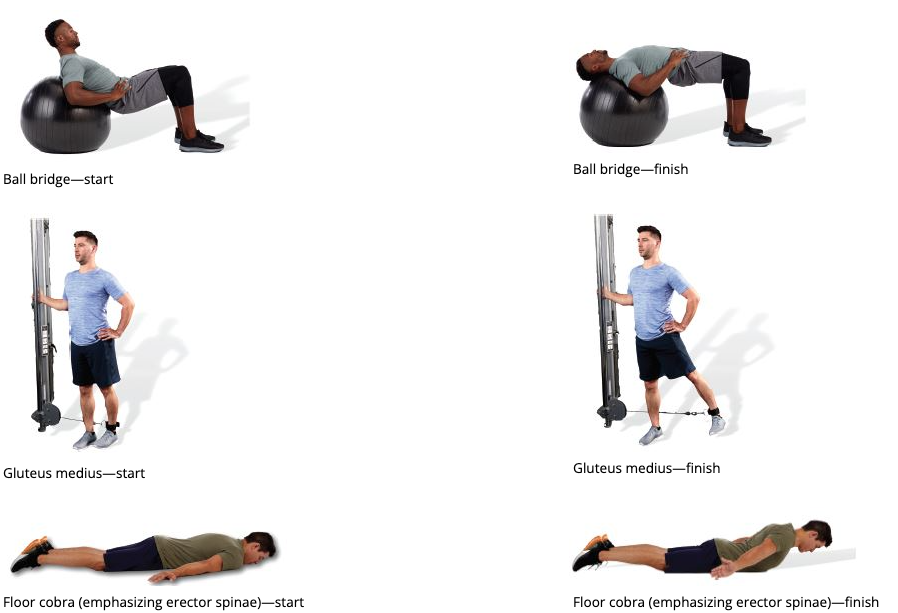 Ball bridge—start
Ball bridge—finish
Gluteus medius—start
Gluteus medius—finish
Floor cobra (emphasizing erector spinae)—start
Floor cobra (emphasizing erector spinae)—finish